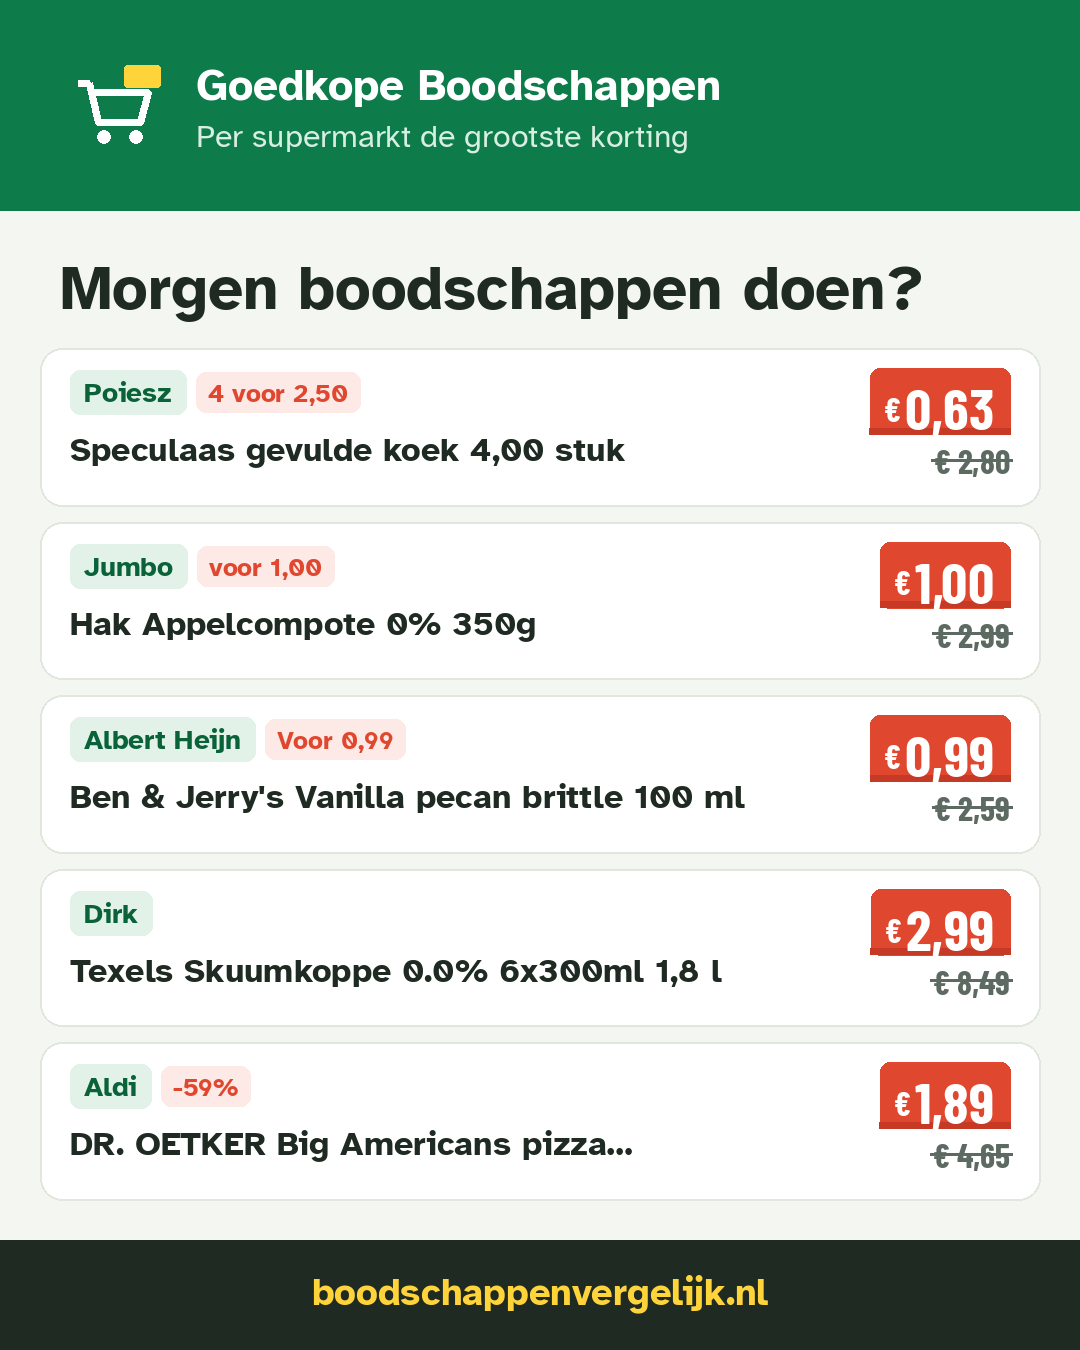 Goedkope Boodschappen
Per supermarkt de grootste korting
Morgen boodschappen doen?
Poiesz 4 voor 2,50
€ 0,63
Speculaas gevulde koek 4,00 stuk
€ 2,80
Jumbo voor 1,00
€ 1,00
Hak Appelcompote 0% 350g
€ 2,99
Albert Heijn Voor 0,99
€ 0,99
Ben & Jerry's Vanilla pecan brittle 100 ml
€ 2,59
Dirk
€ 2,99
Texels Skuumkoppe 0.0% 6x300ml 1,8 l
€ 8,49
Aldi -59%
€ 1,89
DR. OETKER Big Americans pizza...
€ 4,65
boodschappenvergelijk.nl